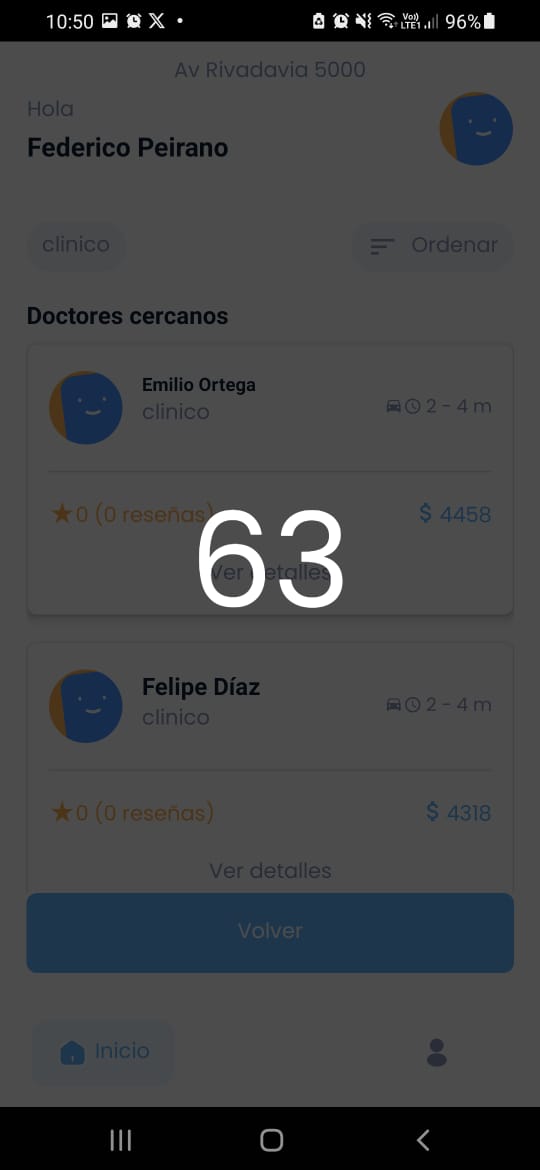 10:50 Vo)) LTE1 96%
Av Rivadavia 5000
Hola
Federico Peirano
clinico Ordenar
Doctores cercanos
Emilio Ortega
clinico
2 - 4 m
0 (0 reseñas) $ 4458
63
Ver detalles
Felipe Díaz
clinico
2 - 4 m
0 (0 reseñas) $ 4318
Ver detalles
Volver
Inicio